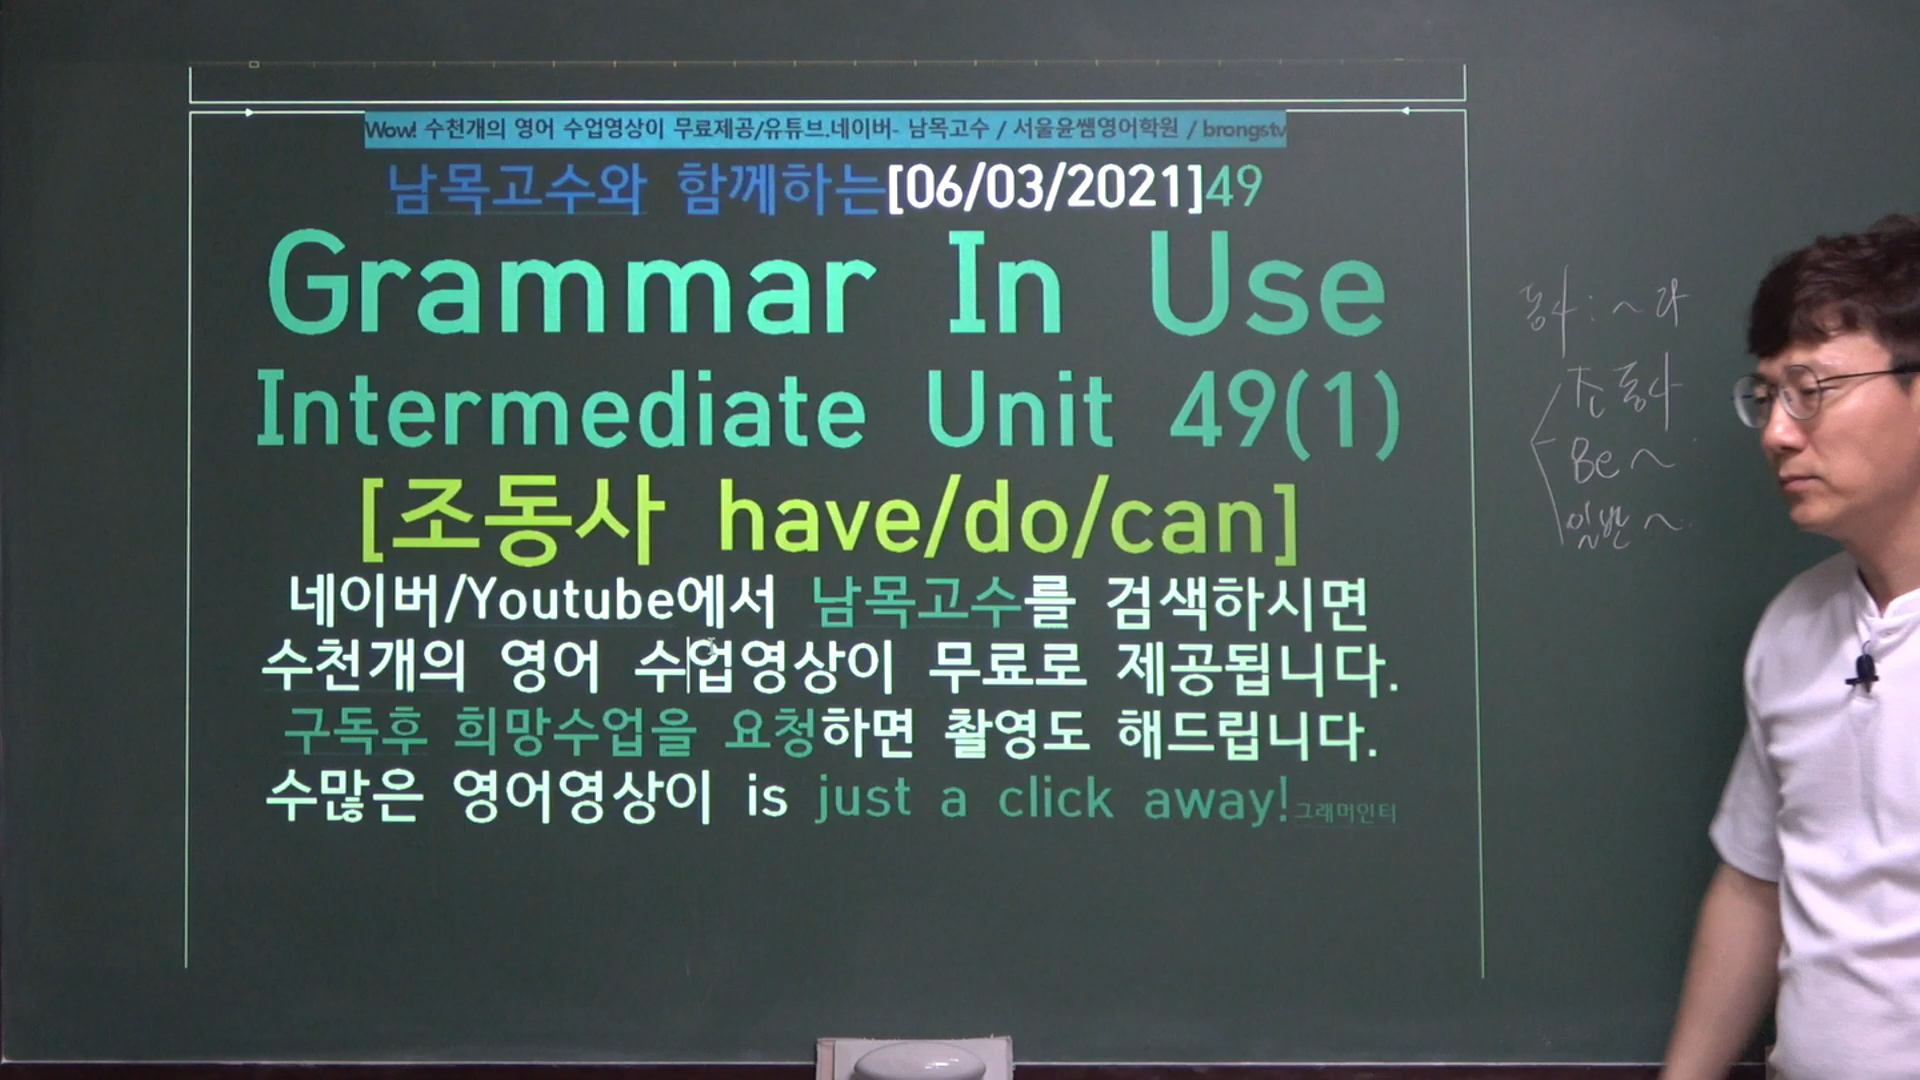 Wow! 수천개의 영어 수업영상이 무료제공/유튜브.네이버- 남목고수 / 서울윤쌤영어학원 / brongstv
남목고수와 함께하는[06/03/2021]49
Grammar In Use
Intermediate Unit 49(1)
[조동사 have/do/can]
네이버/Youtube에서 남목고수를 검색하시면
수천개의 영어 수업영상이 무료로 제공됩니다.
구독후 희망수업을 요청하면 촬영도 해드립니다.
수많은 영어영상이 is just a click away!그래머인터
동사 : ~다
조동사
Be ~
일반 ~